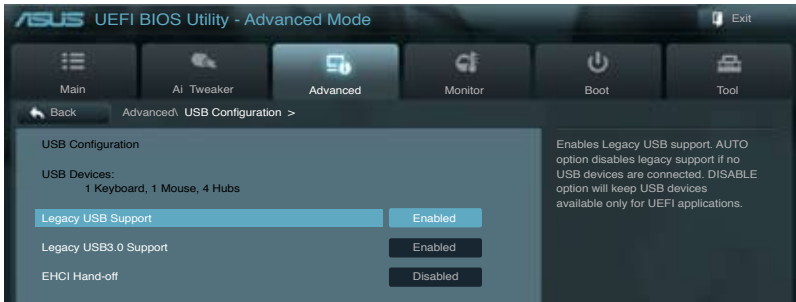 ASUS UEFI BIOS Utility - Advanced Mode
Exit
Main
Ai Tweaker
Advanced
Monitor
Boot
Tool
Back
Advanced\ USB Configuration >
USB Configuration
USB Devices:
1 Keyboard, 1 Mouse, 4 Hubs
Legacy USB Support Enabled
Legacy USB3.0 Support Enabled
EHCI Hand-off Disabled
Enables Legacy USB support. AUTO
option disables legacy support if no
USB devices are connected. DISABLE
option will keep USB devices
available only for UEFI applications.